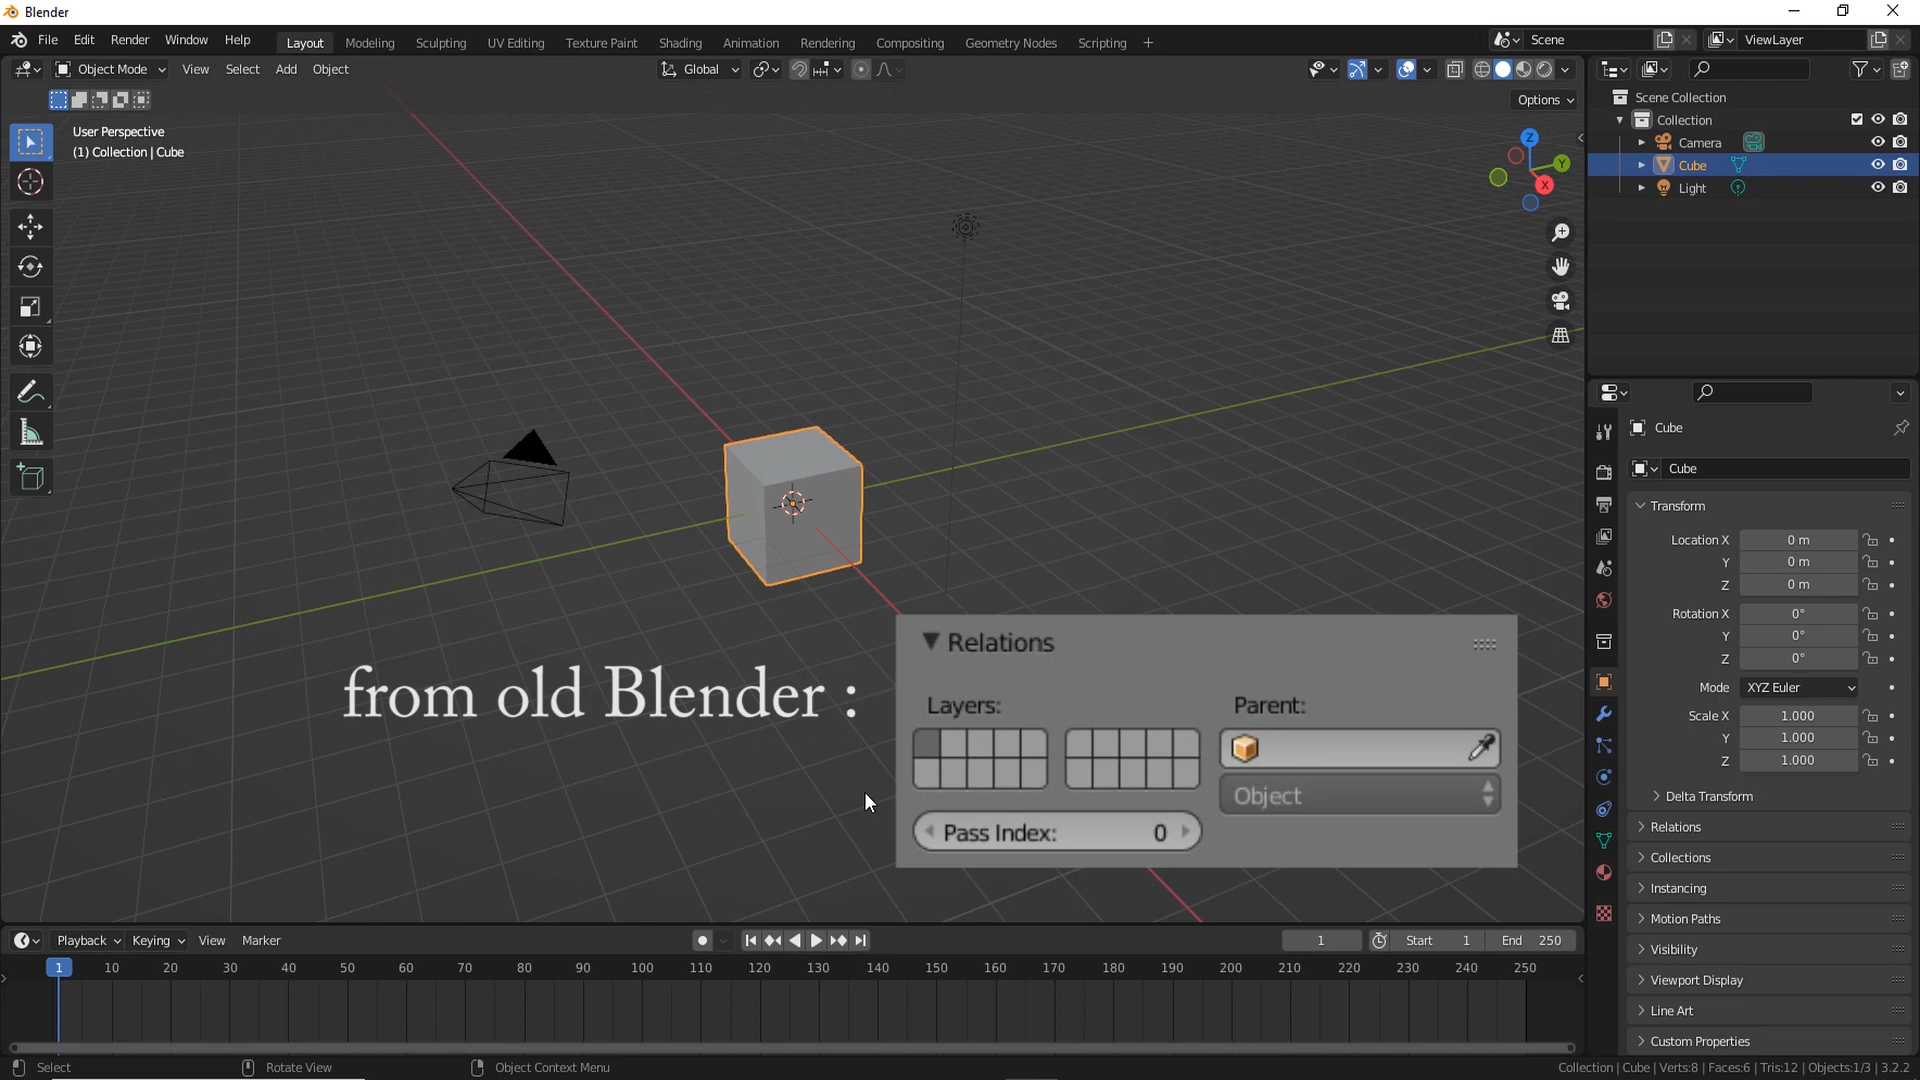 Blender
File Edit Render Window Help Layout Modeling Sculpting UV Editing Texture Paint Shading Animation Rendering Compositing Geometry Nodes Scripting + Scene ViewLayer
Object Mode View Select Add Object Global
Options
User Perspective
(1) Collection | Cube
Z
Y
X
Scene Collection
Collection
Camera
Cube
Light
Cube
Cube
Transform
Location X 0 m
Y 0 m
Z 0 m
Rotation X 0°
Y 0°
Z 0°
Mode XYZ Euler
Scale X 1.000
Y 1.000
Z 1.000
Delta Transform
Relations
Collections
Instancing
Motion Paths
Visibility
Viewport Display
Line Art
Custom Properties
from old Blender :
Relations
Layers: Parent:
Object
Pass Index: 0
Playback Keying View Marker 1 Start 1 End 250
1 10 20 30 40 50 60 70 80 90 100 110 120 130 140 150 160 170 180 190 200 210 220 230 240 250
Select Rotate View Object Context Menu Collection | Cube | Verts:8 | Faces:6 | Tris:12 | Objects:1/3 | 3.2.2